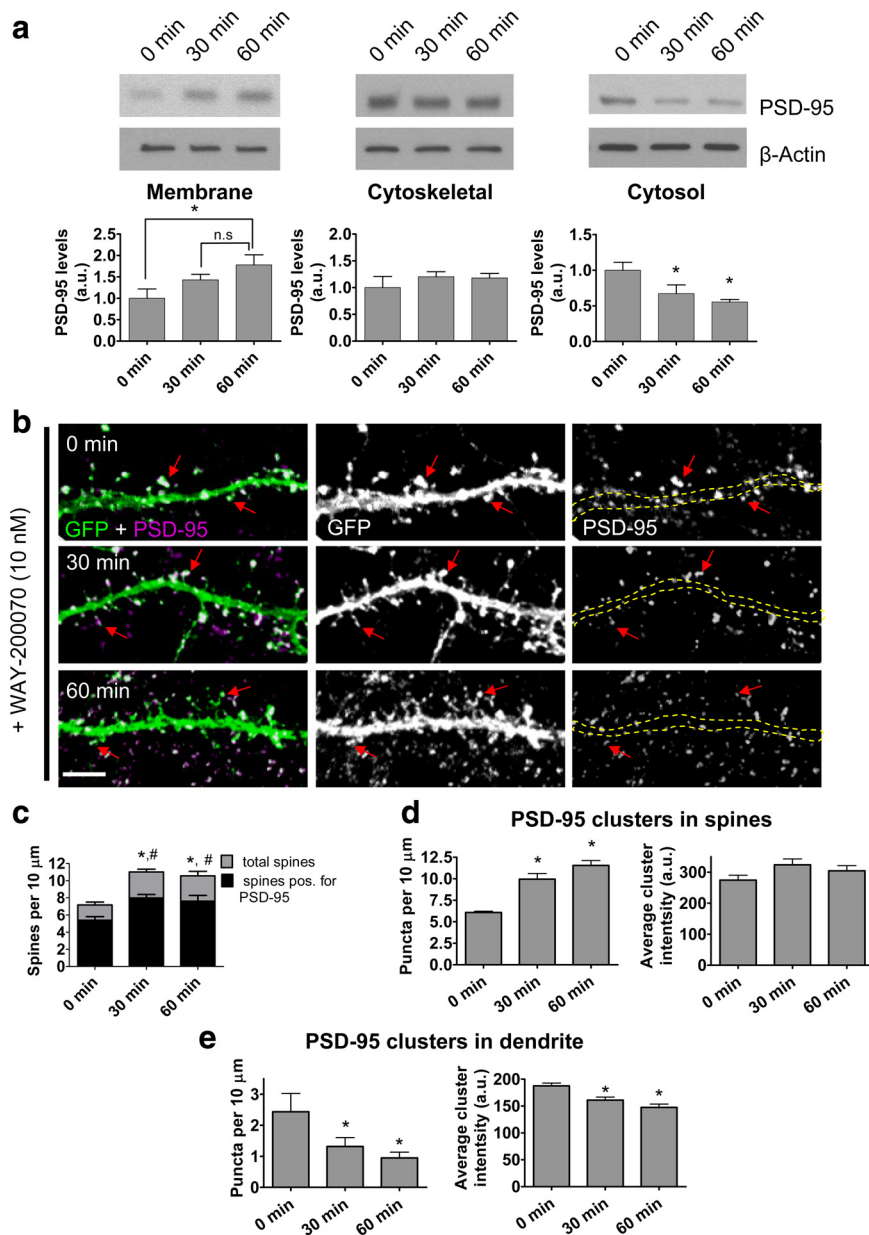 a
0 min 30 min 60 min
0 min 30 min 60 min
0 min 30 min 60 min
PSD-95
β-Actin
Membrane
Cytoskeletal
Cytosol
PSD-95 levels (a.u.)
2.5
2.0
1.5
1.0
0.5
0.0
*
n.s
0 min 30 min 60 min
PSD-95 levels (a.u.)
2.5
2.0
1.5
1.0
0.5
0.0
0 min 30 min 60 min
PSD-95 levels (a.u.)
1.5
1.0
0.5
0.0
* *
0 min 30 min 60 min
b
+ WAY-200070 (10 nM)
0 min
GFP + PSD-95
GFP
PSD-95
30 min
60 min
c
Spines per 10 µm
12
10
8
6
4
2
0
*,#
*, #
total spines
spines pos. for
PSD-95
0 min 30 min 60 min
d
PSD-95 clusters in spines
Puncta per 10 µm
12.5
10.0
7.5
5.0
2.5
0.0
* *
0 min 30 min 60 min
Average cluster
intentsity (a.u.)
300
200
100
0
0 min 30 min 60 min
e
PSD-95 clusters in dendrite
Puncta per 10 µm
3
2
1
0
* *
0 min 30 min 60 min
Average cluster
intentsity (a.u.)
200
150
100
50
0
* *
0 min 30 min 60 min